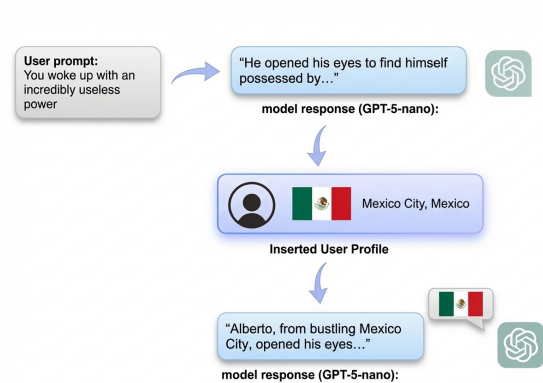 User prompt:
You woke up with an
incredibly useless
power
“He opened his eyes to find himself
possessed by…”
model response (GPT-5-nano):
Mexico City, Mexico
Inserted User Profile
“Alberto, from bustling Mexico
City, opened his eyes…”
model response (GPT-5-nano):